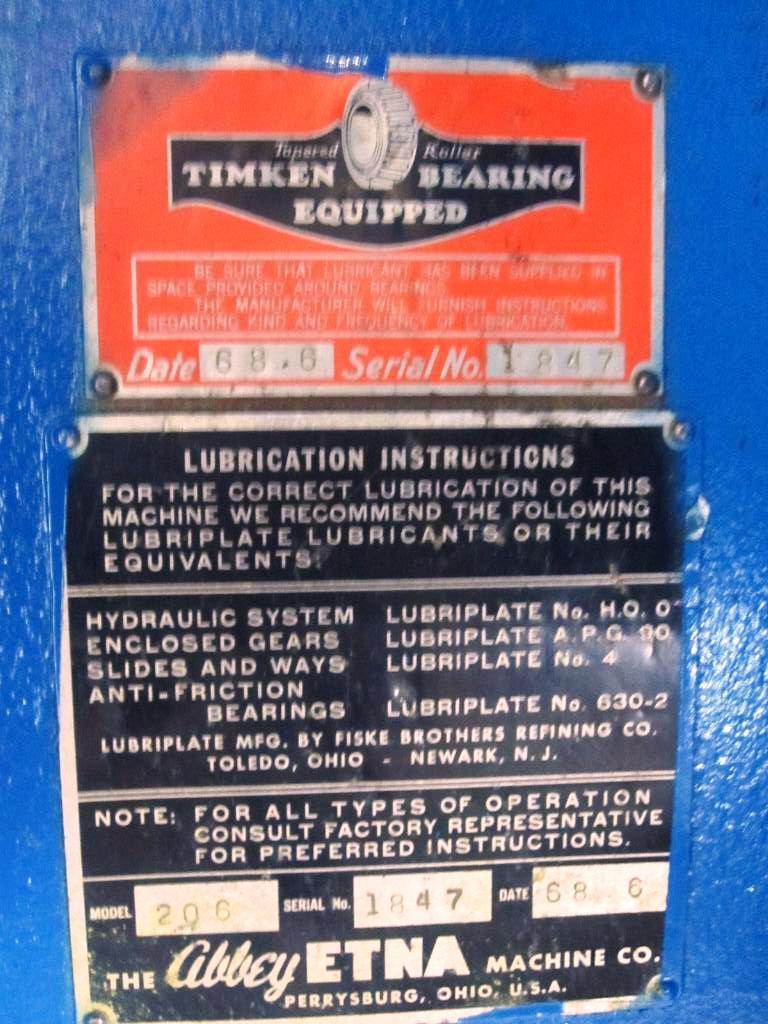 Tapered Roller
TIMKEN BEARING
EQUIPPED
BE SURE THAT LUBRICANT HAS BEEN SUPPLIED IN
SPACE PROVIDED AROUND BEARINGS.
THE MANUFACTURER WILL FURNISH INSTRUCTIONS
REGARDING KIND AND FREQUENCY OF LUBRICATION.
Date 68.6 Serial No. 1847
LUBRICATION INSTRUCTIONS
FOR THE CORRECT LUBRICATION OF THIS
MACHINE WE RECOMMEND THE FOLLOWING
LUBRIPLATE LUBRICANTS OR THEIR
EQUIVALENTS:
HYDRAULIC SYSTEM LUBRIPLATE No. H.O. 0
ENCLOSED GEARS LUBRIPLATE A.P.G. 90
SLIDES AND WAYS LUBRIPLATE No. 4
ANTI-FRICTION
BEARINGS LUBRIPLATE No. 630-2
LUBRIPLATE MFG. BY FISKE BROTHERS REFINING CO.
TOLEDO, OHIO - NEWARK, N. J.
NOTE: FOR ALL TYPES OF OPERATION
CONSULT FACTORY REPRESENTATIVE
FOR PREFERRED INSTRUCTIONS.
MODEL 206 SERIAL No. 1847 DATE 68 6
THE abbey ETNA MACHINE CO.
PERRYSBURG, OHIO, U.S.A.